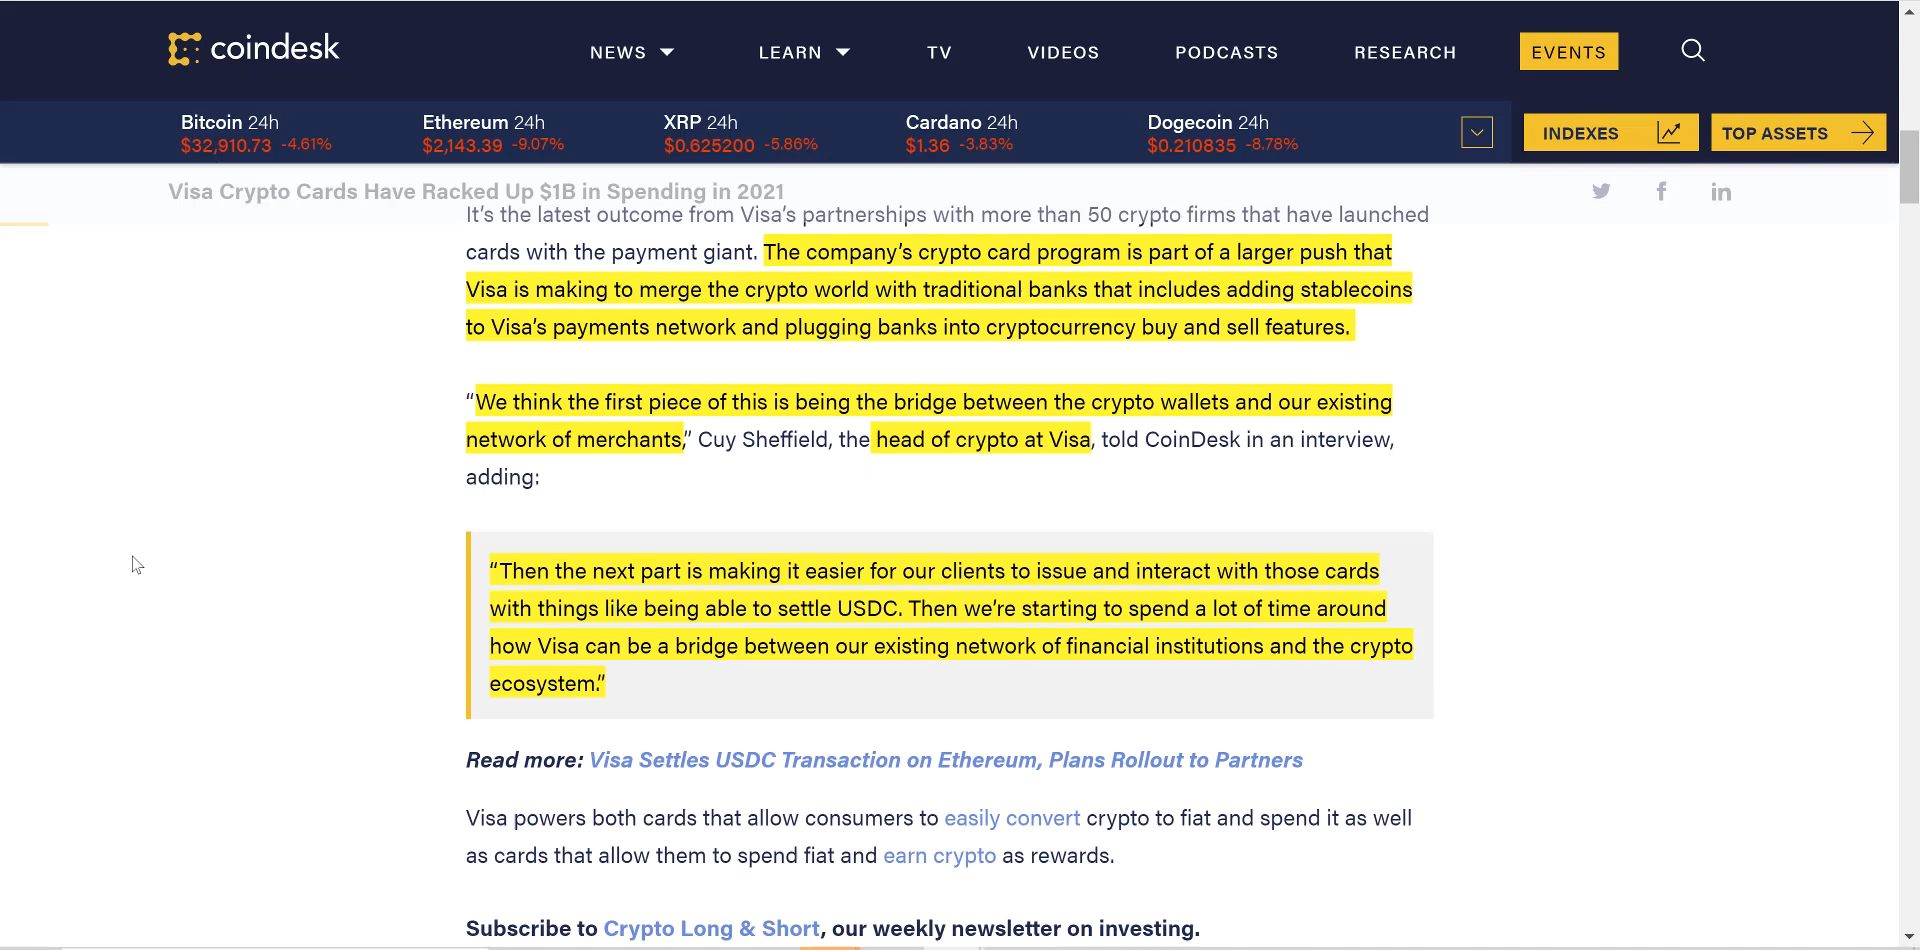 coindesk
NEWS LEARN TV VIDEOS PODCASTS RESEARCH EVENTS
Bitcoin 24h Ethereum 24h XRP 24h Cardano 24h Dogecoin 24h
$32,910.73 -4.61% $2,143.39 -9.07% $0.625200 -5.86% $1.36 -3.83% $0.210835 -8.78%
INDEXES TOP ASSETS
Visa Crypto Cards Have Racked Up $1B in Spending in 2021
It’s the latest outcome from Visa’s partnerships with more than 50 crypto firms that have launched
cards with the payment giant. The company’s crypto card program is part of a larger push that
Visa is making to merge the crypto world with traditional banks that includes adding stablecoins
to Visa’s payments network and plugging banks into cryptocurrency buy and sell features.
“We think the first piece of this is being the bridge between the crypto wallets and our existing
network of merchants,” Cuy Sheffield, the head of crypto at Visa, told CoinDesk in an interview,
adding:
“Then the next part is making it easier for our clients to issue and interact with those cards
with things like being able to settle USDC. Then we’re starting to spend a lot of time around
how Visa can be a bridge between our existing network of financial institutions and the crypto
ecosystem.”
Read more: Visa Settles USDC Transaction on Ethereum, Plans Rollout to Partners
Visa powers both cards that allow consumers to easily convert crypto to fiat and spend it as well
as cards that allow them to spend fiat and earn crypto as rewards.
Subscribe to Crypto Long & Short, our weekly newsletter on investing.